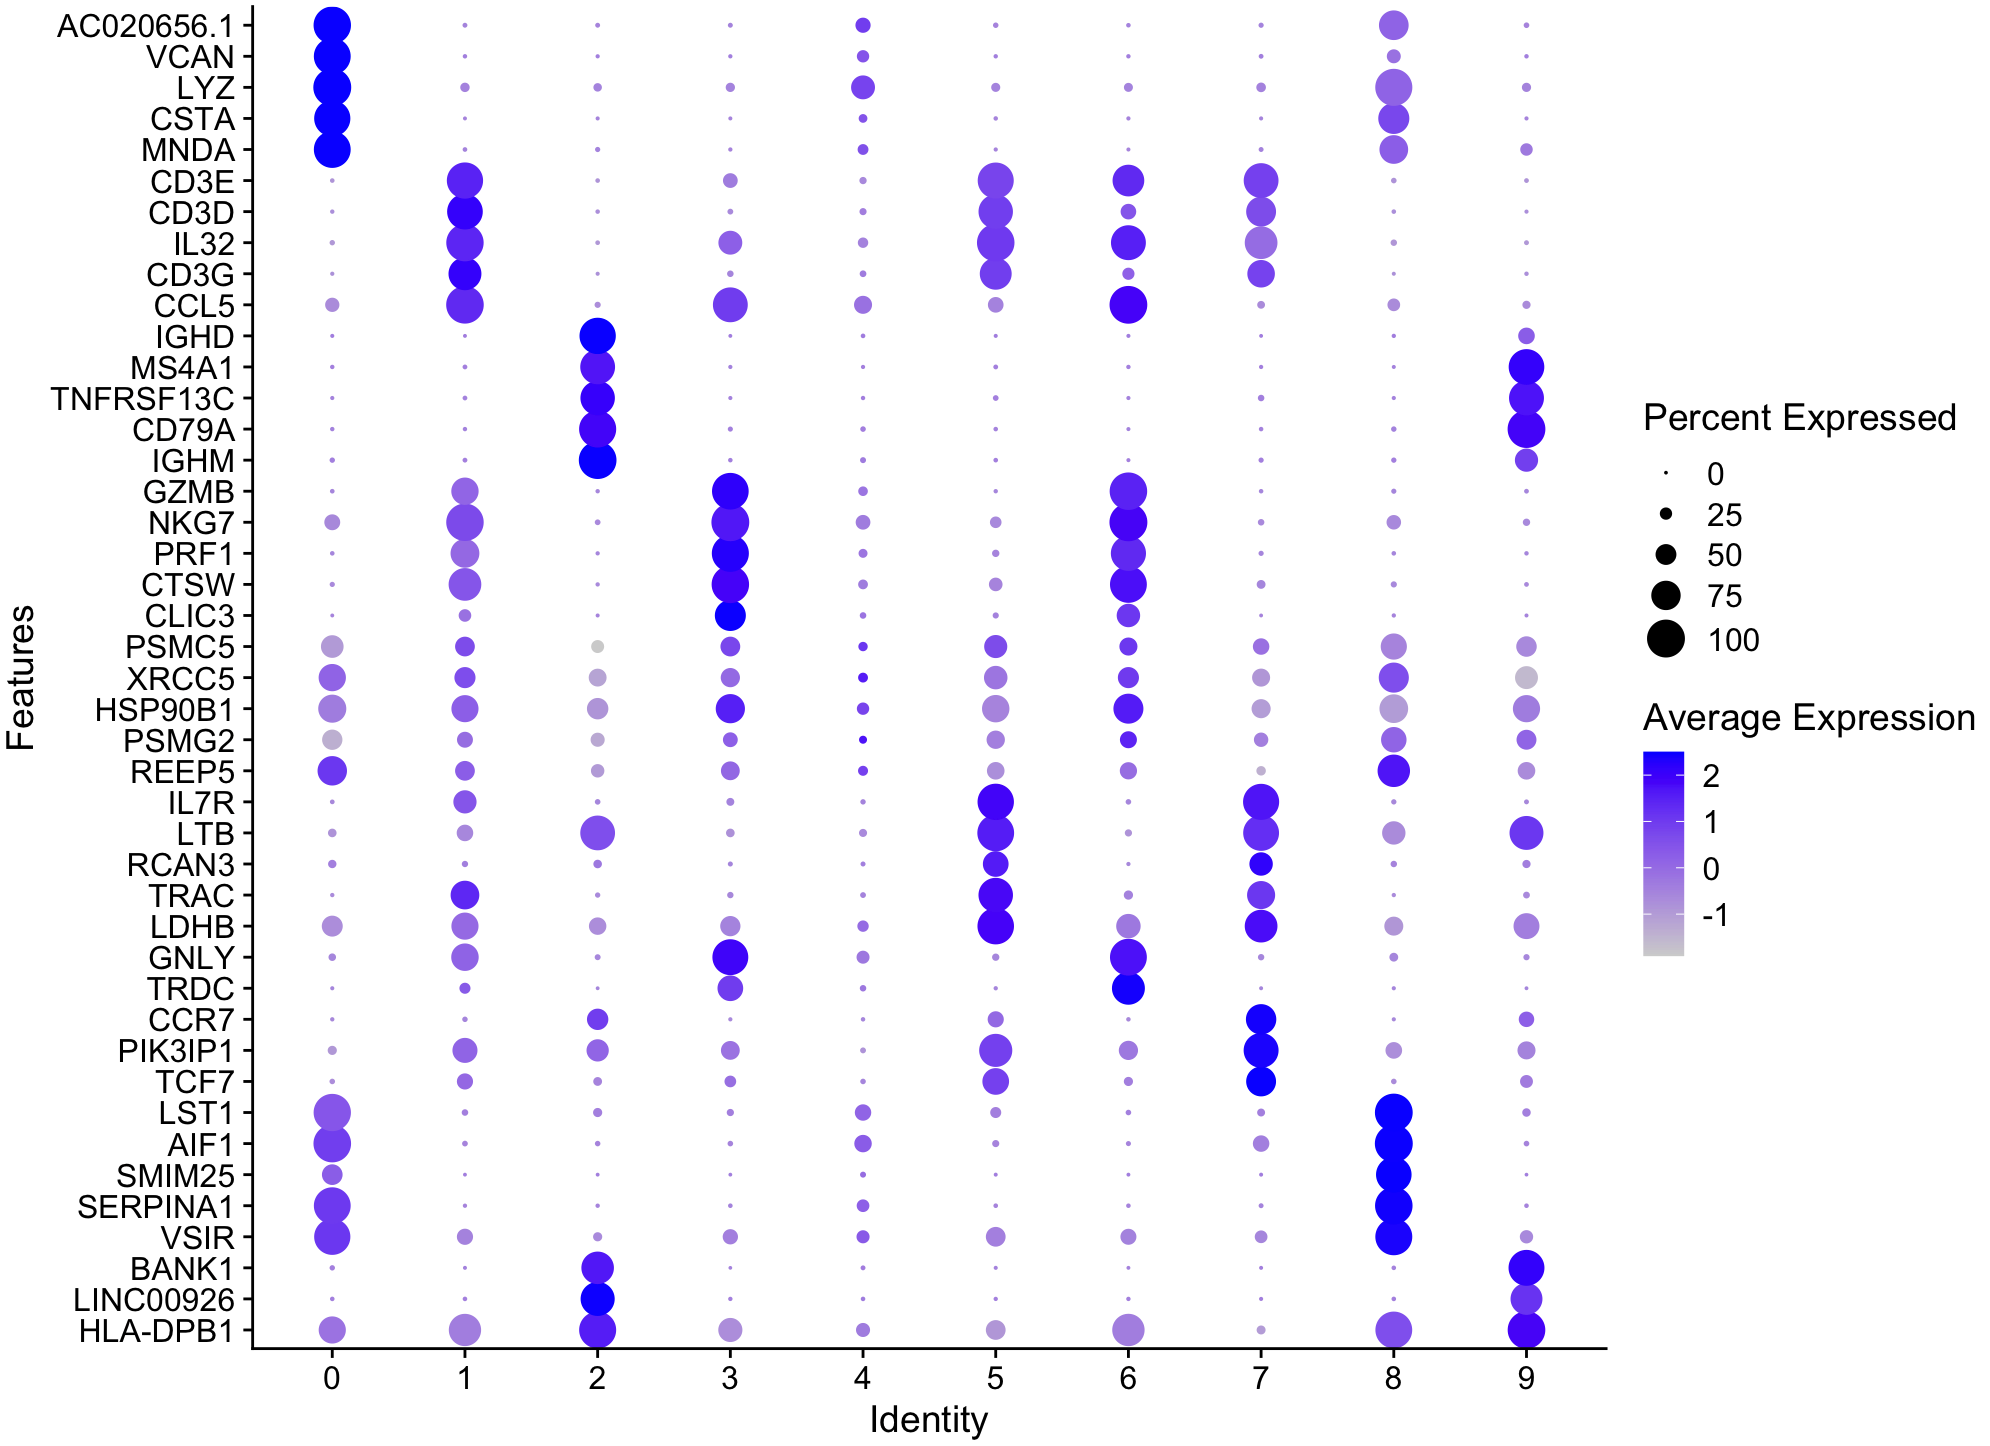 AC020656.1
VCAN
LYZ
CSTA
MNDA
CD3E
CD3D
IL32
CD3G
CCL5
IGHD
MS4A1
TNFRSF13C
CD79A
IGHM
GZMB
NKG7
PRF1
CTSW
CLIC3
PSMC5
XRCC5
HSP90B1
PSMG2
REEP5
IL7R
LTB
RCAN3
TRAC
LDHB
GNLY
TRDC
CCR7
PIK3IP1
TCF7
LST1
AIF1
SMIM25
SERPINA1
VSIR
BANK1
LINC00926
HLA-DPB1
Features
0 1 2 3 4 5 6 7 8 9
Identity
Percent Expressed
0
25
50
75
100
Average Expression
2
1
0
-1